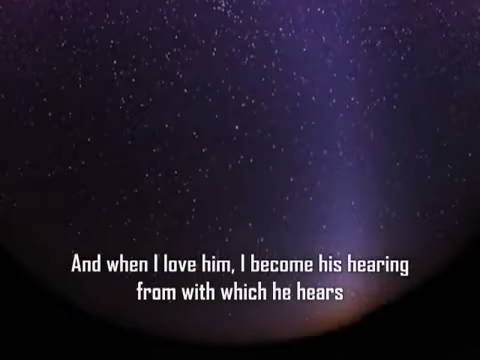 And when I love him, I become his hearing
from with which he hears